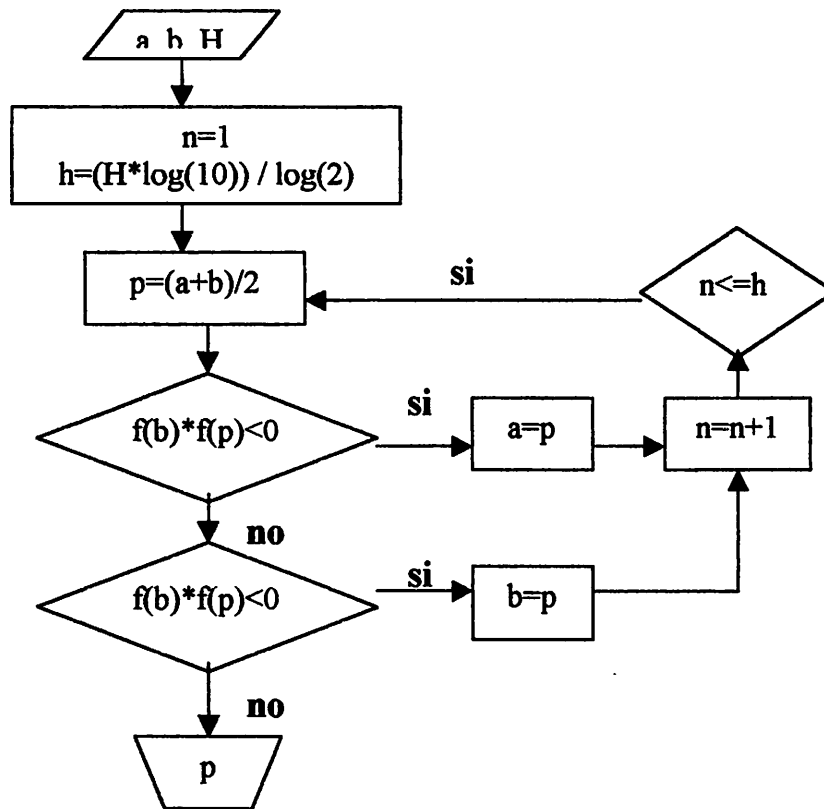 a b H
n=1
h=(H*log(10)) / log(2)
p=(a+b)/2
si
n<=h
f(b)*f(p)<0
si
a=p
n=n+1
no
f(b)*f(p)<0
si
b=p
no
p